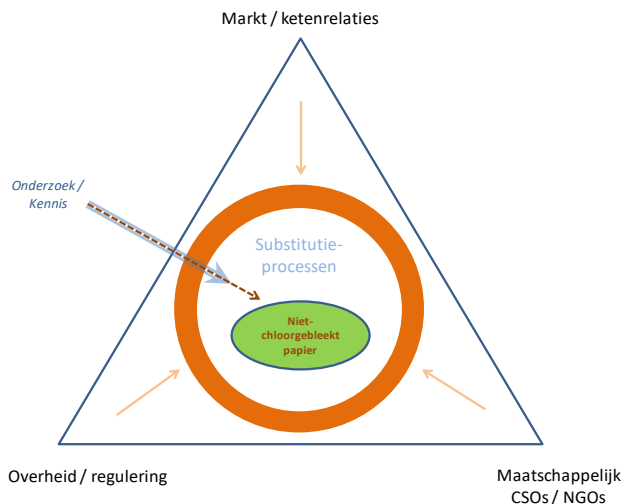 Markt / ketenrelaties
Onderzoek /
Kennis
Substitutie-
processen
Niet-
chloorgebleekt
papier
Overheid / regulering
Maatschappelijk
CSOs / NGOs